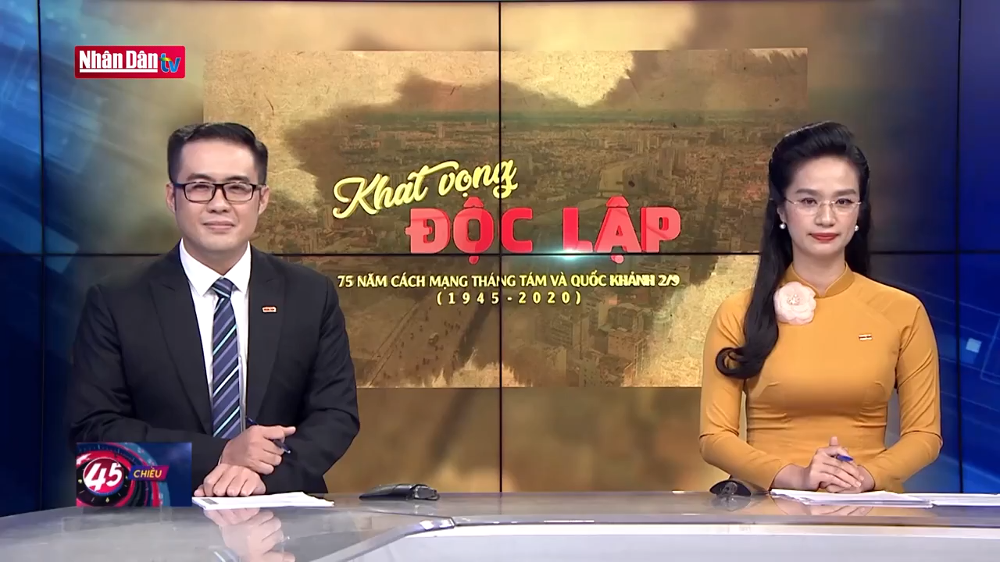 Nhân Dân tv
Khát vọng
ĐỘC LẬP
75 NĂM CÁCH MẠNG THÁNG TÁM VÀ QUỐC KHÁNH 2/9
(1945-2020)
45 CHIỀU